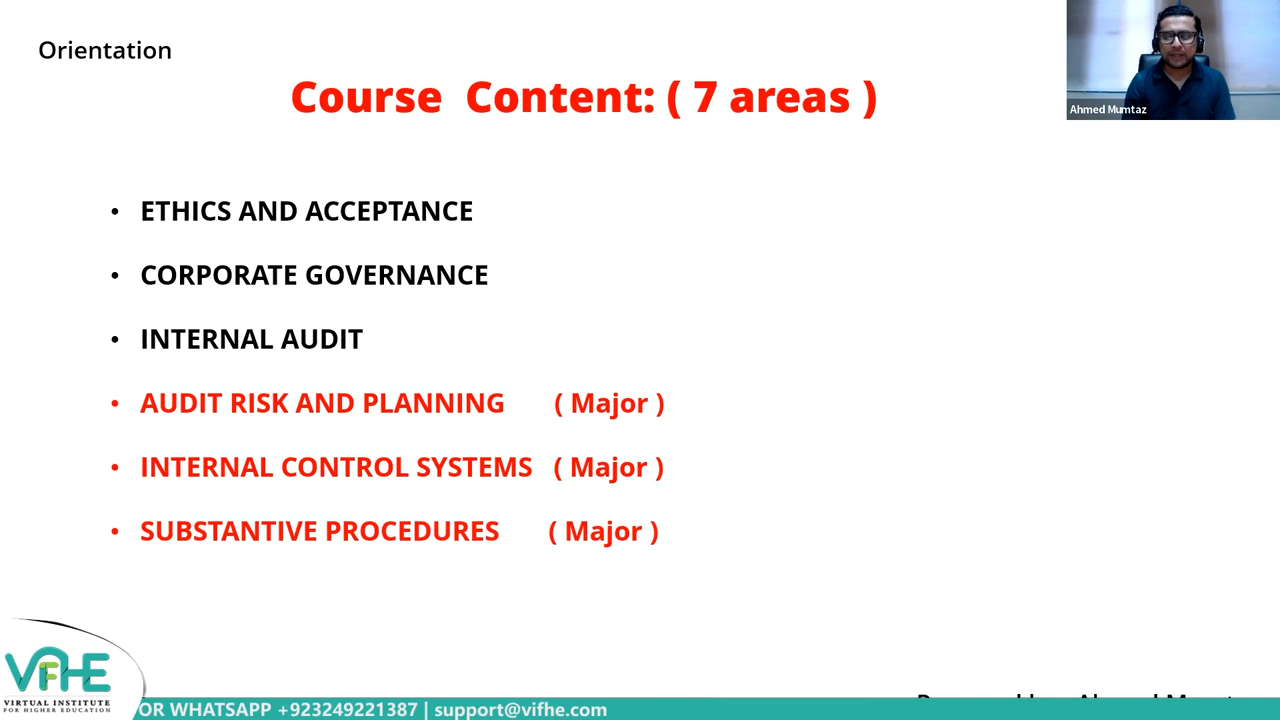 Orientation
Course Content: ( 7 areas )
Ahmed Mumtaz
• ETHICS AND ACCEPTANCE
• CORPORATE GOVERNANCE
• INTERNAL AUDIT
• AUDIT RISK AND PLANNING ( Major )
• INTERNAL CONTROL SYSTEMS ( Major )
• SUBSTANTIVE PROCEDURES ( Major )
VFHE
VIRTUAL INSTITUTE
FOR HIGHER EDUCATION
OR WHATSAPP +923249221387 | support@vifhe.com